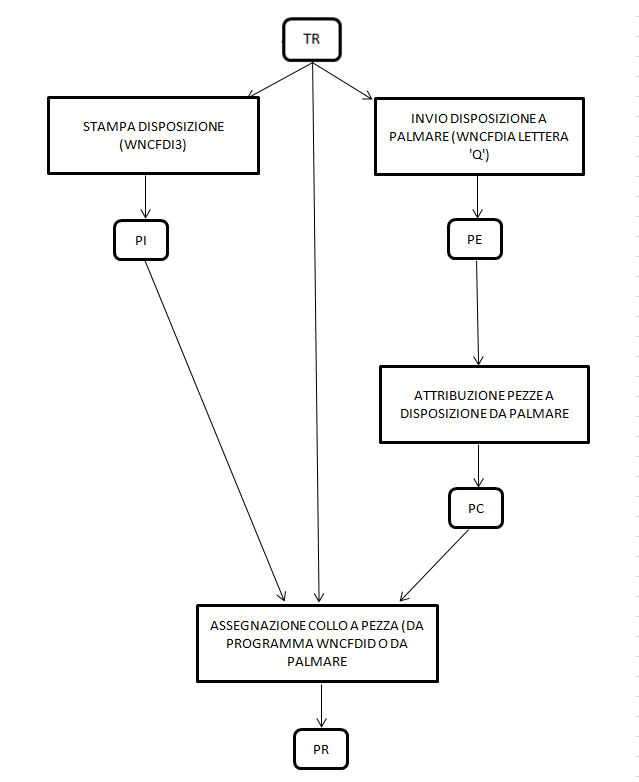 TR
STAMPA DISPOSIZIONE
(WNCFDI3)
INVIO DISPOSIZIONE A
PALMARE (WNCFDIA LETTERA
'Q')
PI
PE
ATTRIBUZIONE PEZZE A
DISPOSIZIONE DA PALMARE
PC
ASSEGNAZIONE COLLO A PEZZA (DA
PROGRAMMA WNCFDID O DA
PALMARE
PR